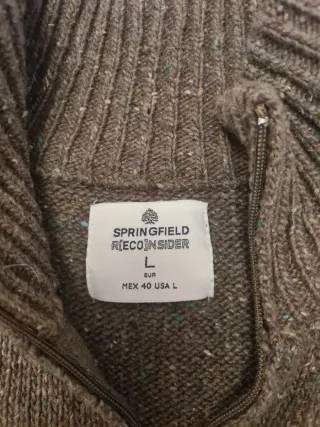 SPRINGFIELD
R[ECO]NSIDER
L
EUR
MEX 40 USA L